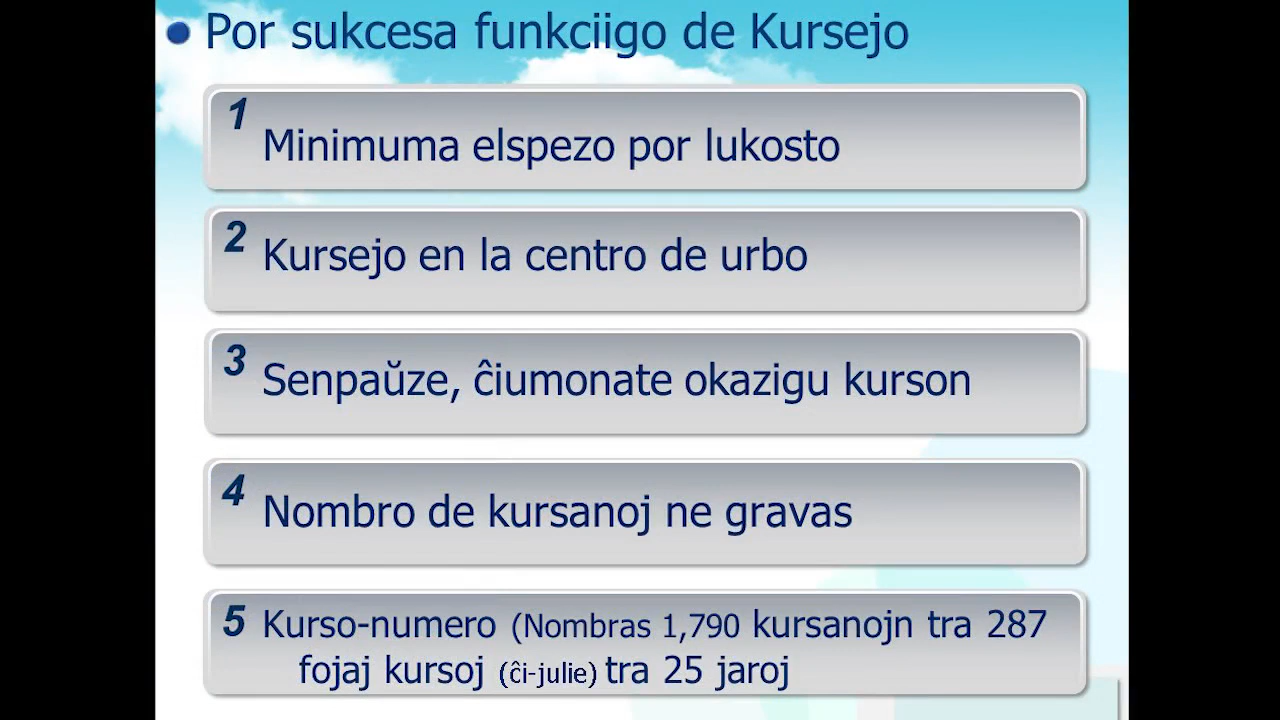 Por sukcesa funkciigo de Kursejo
1
Minimuma elspezo por lukosto
2
Kursejo en la centro de urbo
3
Senpaŭze, ĉiumonate okazigu kurson
4
Nombro de kursanoj ne gravas
5 Kurso-numero (Nombras 1,790 kursanojn tra 287
fojaj kursoj (ĉi-julie) tra 25 jaroj